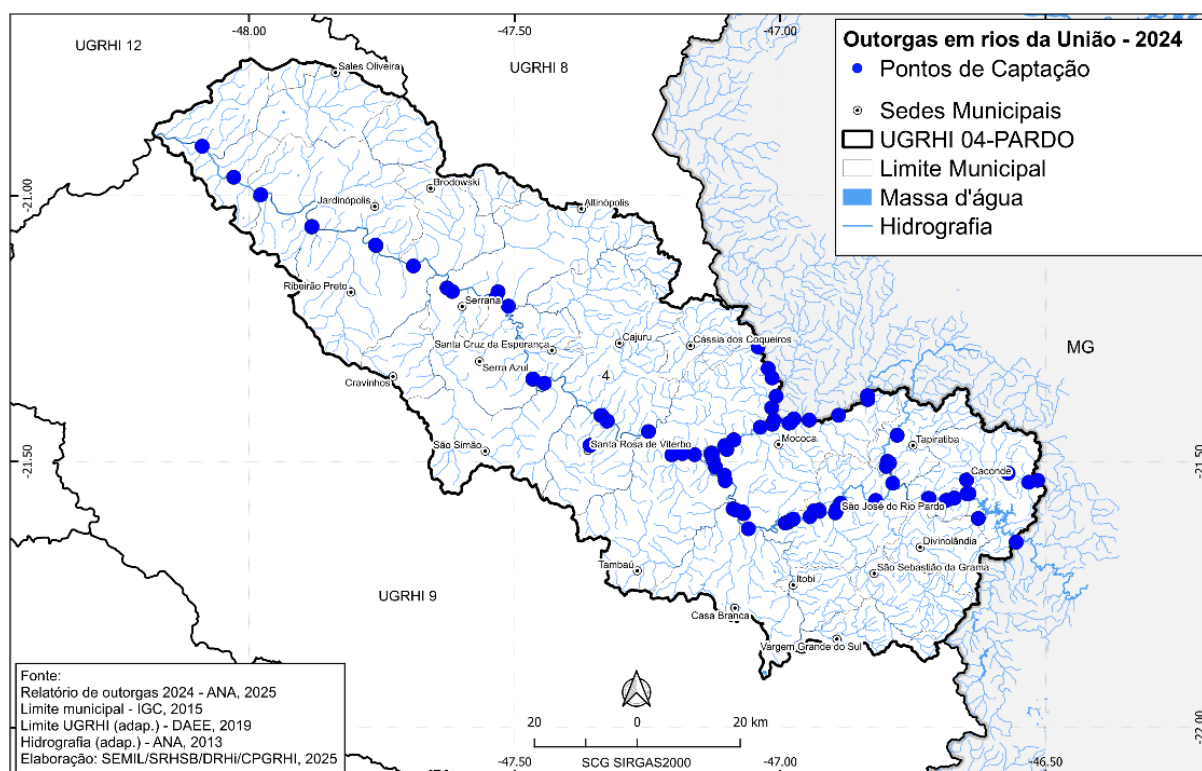 -48.00
-47.50
-47.00
UGRHI 12
UGRHI 8
Outorgas em rios da União - 2024
Pontos de Captação
Sedes Municipais
UGRHI 04-PARDO
Limite Municipal
Massa d'água
Hidrografia
Sales Oliveira
-21.00
-21.00
Brodowski
Jardinópolis
Altinópolis
Ribeirão Preto
Serrana
Santa Cruz da Esperança
Cajuru
Cássia dos Coqueiros
MG
Serra Azul
Cravinhos
4
São Simão
Santa Rosa de Viterbo
Mococa
Tapiratiba
-21.50
-21.50
Caconde
São José do Rio Pardo
Divinolândia
Tambaú
Itobi
São Sebastião da Grama
UGRHI 9
Casa Branca
Vargem Grande do Sul
Fonte:
Relatório de outorgas 2024 - ANA, 2025
Limite municipal - IGC, 2015
Limite UGRHI (adap.) - DAEE, 2019
Hidrografia (adap.) - ANA, 2013
Elaboração: SEMIL/SRHSB/DRHi/CPGRHI, 2025
20 0 20 km
SCG SIRGAS2000
-22.00
-47.50
-47.00
-46.50